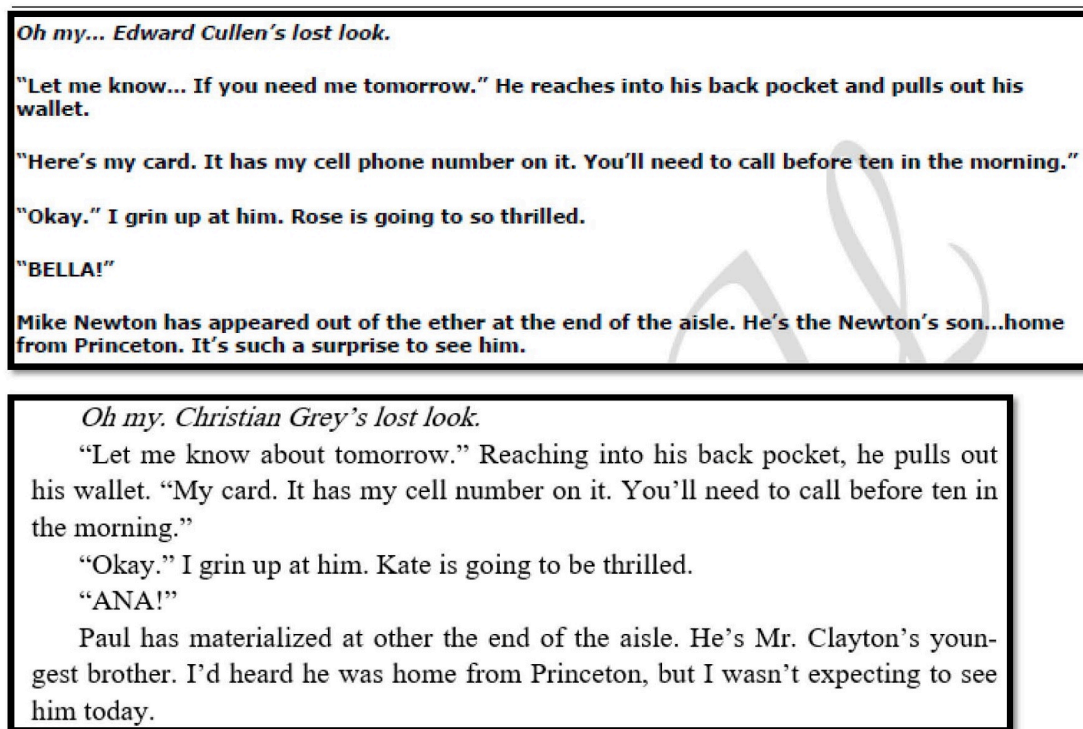 Oh my... Edward Cullen's lost look.
“Let me know... If you need me tomorrow.” He reaches into his back pocket and pulls out his
wallet.
“Here's my card. It has my cell phone number on it. You'll need to call before ten in the morning.”
“Okay.” I grin up at him. Rose is going to so thrilled.
“BELLA!”
Mike Newton has appeared out of the ether at the end of the aisle. He's the Newton's son...home
from Princeton. It's such a surprise to see him.
Oh my. Christian Grey's lost look.
“Let me know about tomorrow.” Reaching into his back pocket, he pulls out
his wallet. “My card. It has my cell number on it. You'll need to call before ten in
the morning.”
“Okay.” I grin up at him. Kate is going to be thrilled.
“ANA!”
Paul has materialized at other the end of the aisle. He's Mr. Clayton's youn-
gest brother. I'd heard he was home from Princeton, but I wasn't expecting to see
him today.